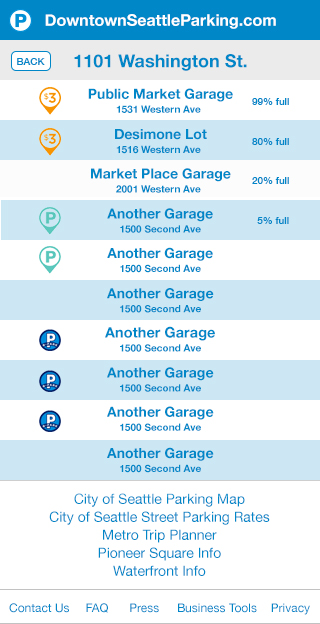 P DowntownSeattleParking.com
BACK 1101 Washington St.
$3 Public Market Garage
1531 Western Ave
99% full
$3 Desimone Lot
1516 Western Ave
80% full
Market Place Garage
2001 Western Ave
20% full
P Another Garage
1500 Second Ave
5% full
P Another Garage
1500 Second Ave
Another Garage
1500 Second Ave
P Another Garage
1500 Second Ave
P Another Garage
1500 Second Ave
P Another Garage
1500 Second Ave
Another Garage
1500 Second Ave
City of Seattle Parking Map
City of Seattle Street Parking Rates
Metro Trip Planner
Pioneer Square Info
Waterfront Info
Contact Us FAQ Press Business Tools Privacy